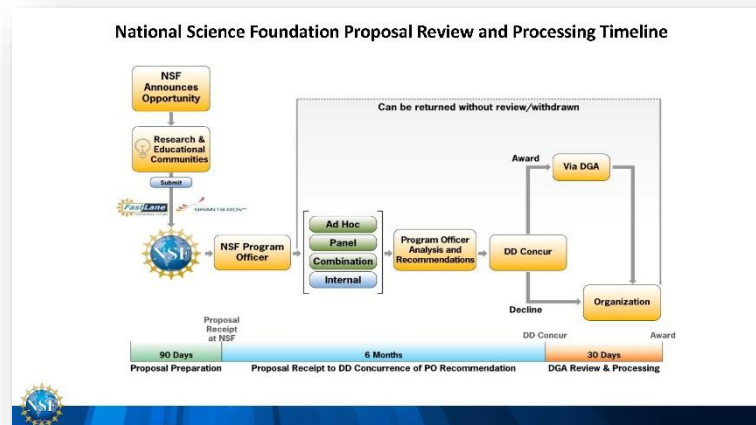 National Science Foundation Proposal Review and Processing Timeline
NSF
Announces
Opportunity
Can be returned without review/withdrawn
Research &
Educational
Communities
Submit
FastLane
GRANTS.GOV™
NSF
NSF Program
Officer
Ad Hoc
Panel
Combination
Internal
Program Officer
Analysis and
Recommendations
DD Concur
Award
Via DGA
Decline
Organization
Proposal
Receipt
at NSF
DD Concur
Award
90 Days
6 Months
30 Days
Proposal Preparation
Proposal Receipt to DD Concurrence of PO Recommendation
DGA Review & Processing
NSF